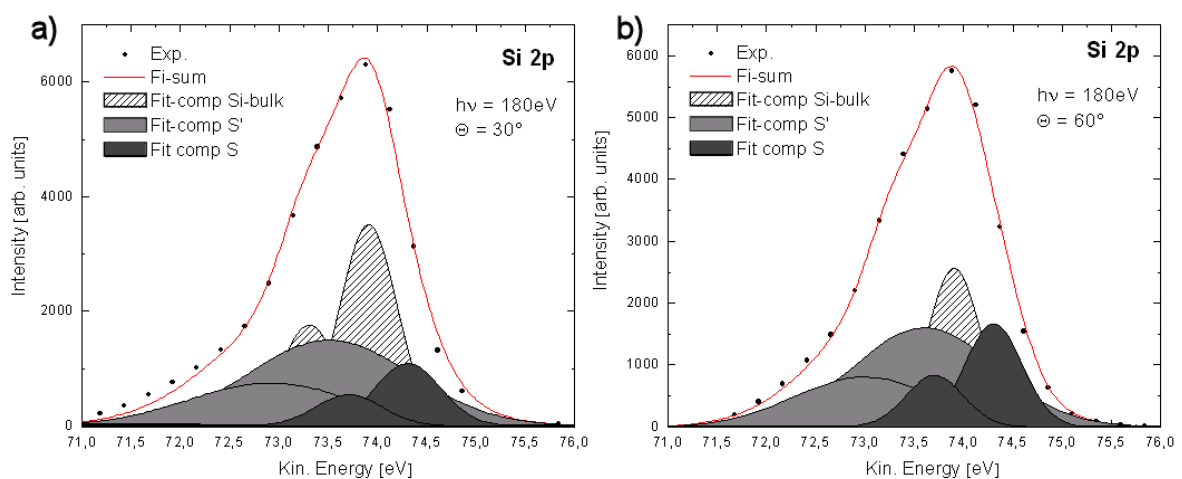 a)
Exp.
Fi-sum
Fit-comp Si-bulk
Fit-comp S'
Fit comp S
Si 2p
hν = 180eV
Θ = 30°
Intensity [arb. units]
6000
4000
2000
0
71,0 71,5 72,0 72,5 73,0 73,5 74,0 74,5 75,0 75,5 76,0
Kin. Energy [eV]
b)
Exp.
Fi-sum
Fit-comp Si-bulk
Fit-comp S'
Fit comp S
Si 2p
hν = 180eV
Θ = 60°
Intensity [arb. units]
6000
5000
4000
3000
2000
1000
0
71,0 71,5 72,0 72,5 73,0 73,5 74,0 74,5 75,0 75,5 76,0
Kin. Energy [eV]